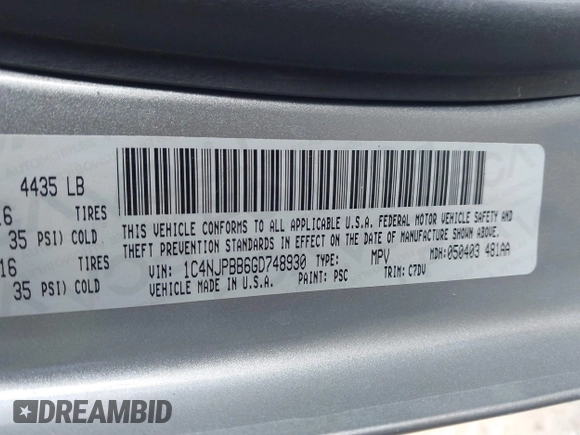 4435 LB
16 TIRES
35 PSI) COLD
16 TIRES
35 PSI) COLD
THIS VEHICLE CONFORMS TO ALL APPLICABLE U.S.A. FEDERAL MOTOR VEHICLE SAFETY AND
THEFT PREVENTION STANDARDS IN EFFECT ON THE DATE OF MANUFACTURE SHOWN ABOVE.
VIN: 1C4NJPBB6GD748930 TYPE: MPV MDH:050403 481AA
VEHICLE MADE IN U.S.A. PAINT: PSC TRIM: C7DV
DREAMBID